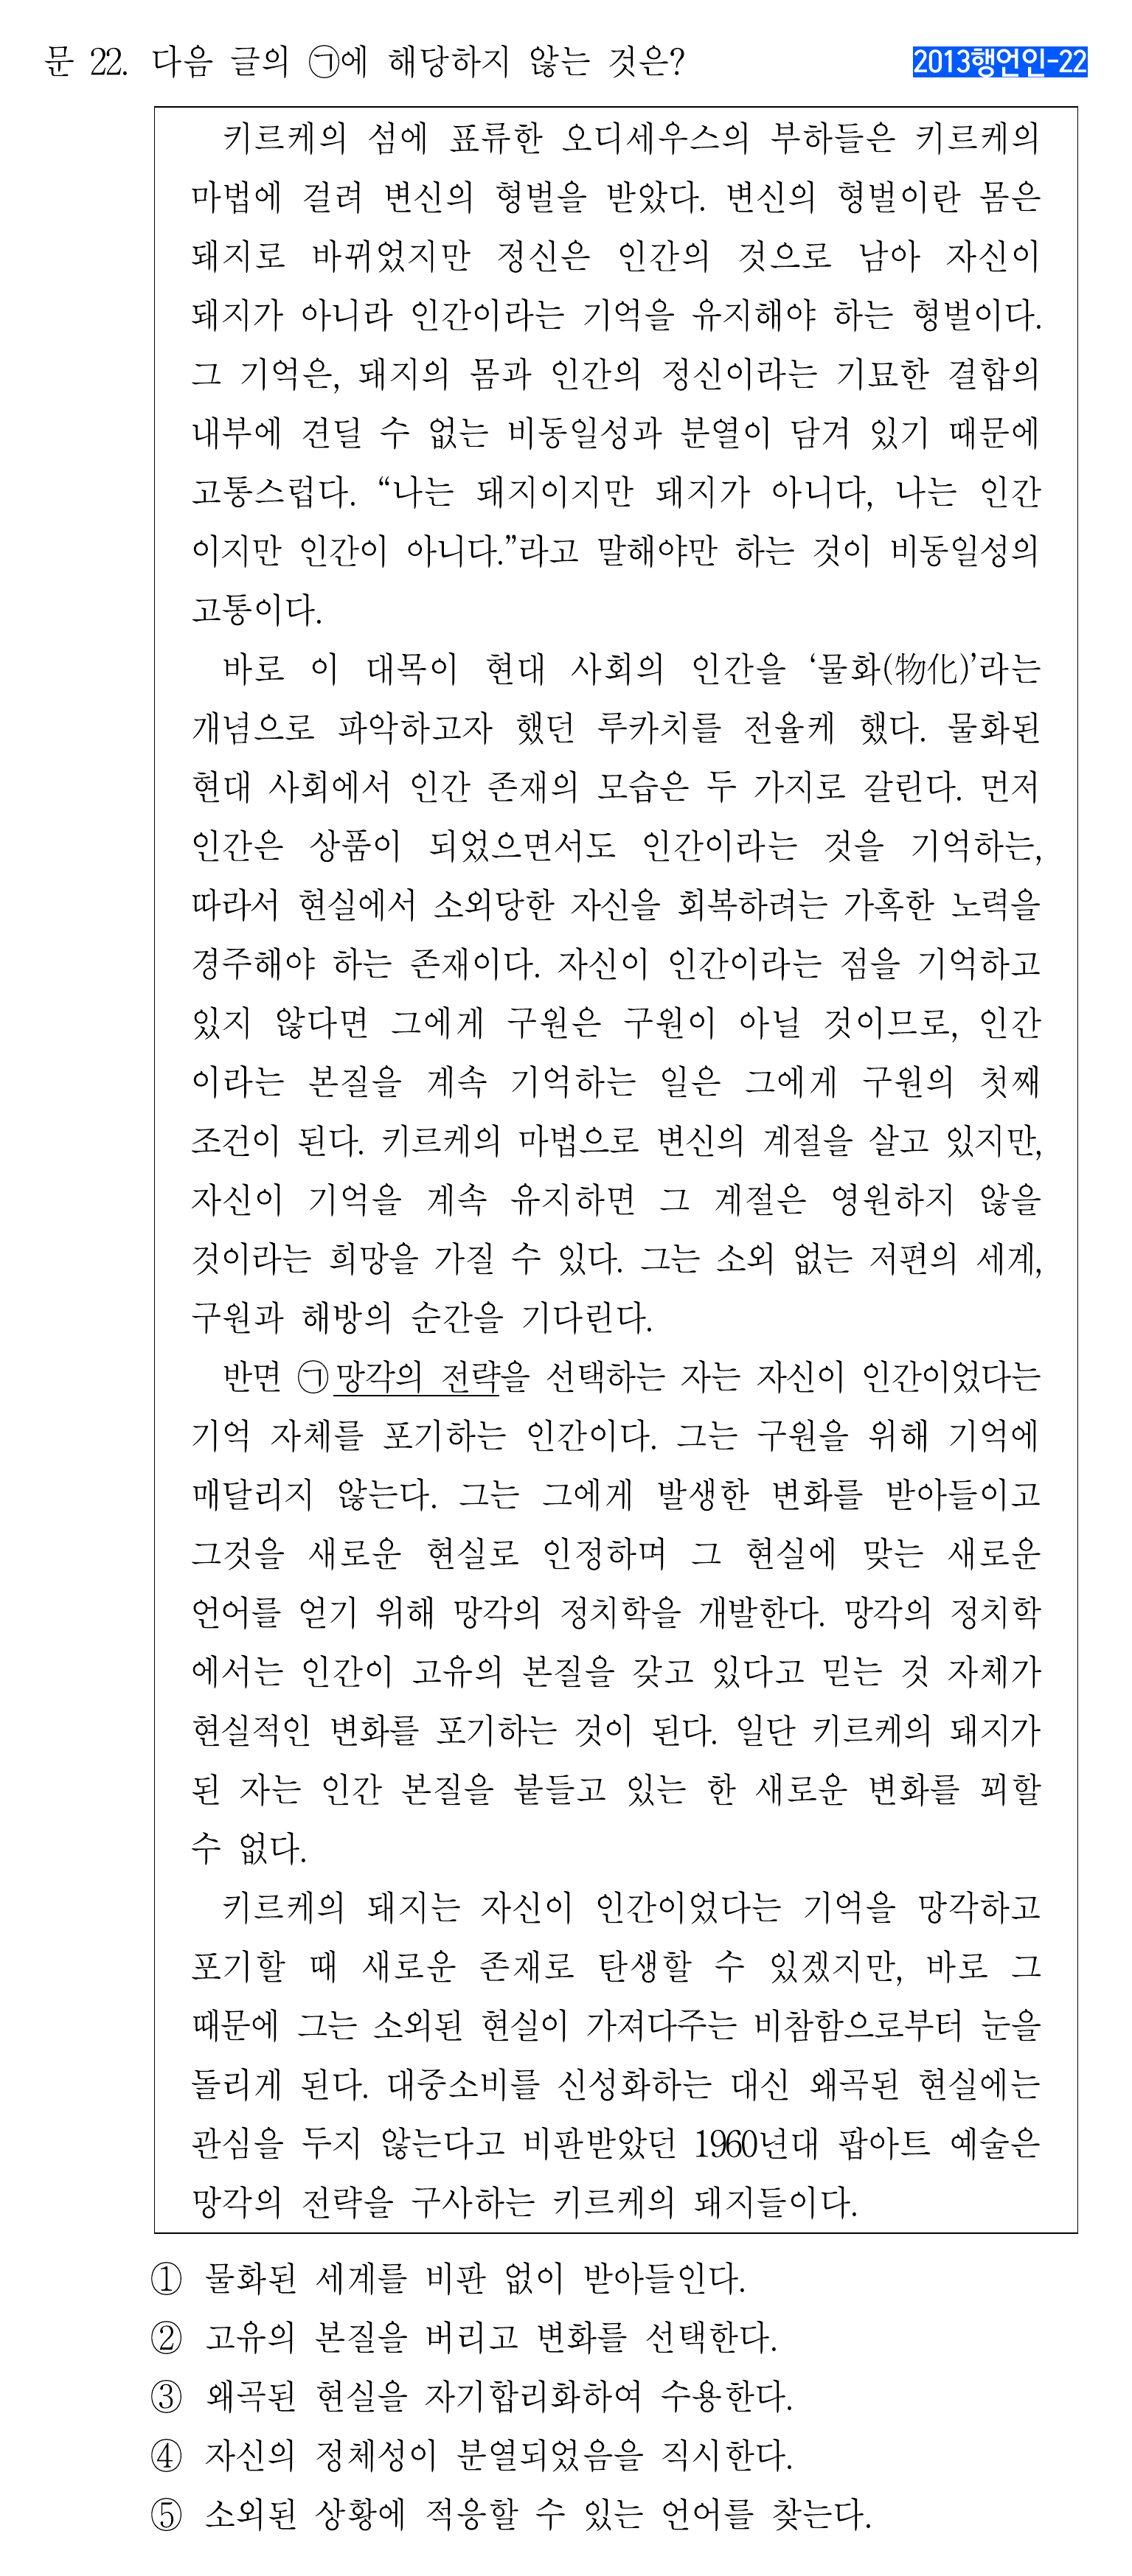 문 22. 다음 글의 ㉠에 해당하지 않는 것은?
2013행언인-22
키르케의 섬에 표류한 오디세우스의 부하들은 키르케의
마법에 걸려 변신의 형벌을 받았다. 변신의 형벌이란 몸은
돼지로 바뀌었지만 정신은 인간의 것으로 남아 자신이
돼지가 아니라 인간이라는 기억을 유지해야 하는 형벌이다.
그 기억은, 돼지의 몸과 인간의 정신이라는 기묘한 결합의
내부에 견딜 수 없는 비동일성과 분열이 담겨 있기 때문에
고통스럽다. “나는 돼지이지만 돼지가 아니다, 나는 인간
이지만 인간이 아니다.”라고 말해야만 하는 것이 비동일성의
고통이다.
바로 이 대목이 현대 사회의 인간을 ‘물화(物化)’라는
개념으로 파악하고자 했던 루카치를 전율케 했다. 물화된
현대 사회에서 인간 존재의 모습은 두 가지로 갈린다. 먼저
인간은 상품이 되었으면서도 인간이라는 것을 기억하는,
따라서 현실에서 소외당한 자신을 회복하려는 가혹한 노력을
경주해야 하는 존재이다. 자신이 인간이라는 점을 기억하고
있지 않다면 그에게 구원은 구원이 아닐 것이므로, 인간
이라는 본질을 계속 기억하는 일은 그에게 구원의 첫째
조건이 된다. 키르케의 마법으로 변신의 계절을 살고 있지만,
자신이 기억을 계속 유지하면 그 계절은 영원하지 않을
것이라는 희망을 가질 수 있다. 그는 소외 없는 저편의 세계,
구원과 해방의 순간을 기다린다.
반면 ㉠망각의 전략을 선택하는 자는 자신이 인간이었다는
기억 자체를 포기하는 인간이다. 그는 구원을 위해 기억에
매달리지 않는다. 그는 그에게 발생한 변화를 받아들이고
그것을 새로운 현실로 인정하며 그 현실에 맞는 새로운
언어를 얻기 위해 망각의 정치학을 개발한다. 망각의 정치학
에서는 인간이 고유의 본질을 갖고 있다고 믿는 것 자체가
현실적인 변화를 포기하는 것이 된다. 일단 키르케의 돼지가
된 자는 인간 본질을 붙들고 있는 한 새로운 변화를 꾀할
수 없다.
키르케의 돼지는 자신이 인간이었다는 기억을 망각하고
포기할 때 새로운 존재로 탄생할 수 있겠지만, 바로 그
때문에 그는 소외된 현실이 가져다주는 비참함으로부터 눈을
돌리게 된다. 대중소비를 신성화하는 대신 왜곡된 현실에는
관심을 두지 않는다고 비판받았던 1960년대 팝아트 예술은
망각의 전략을 구사하는 키르케의 돼지들이다.
① 물화된 세계를 비판 없이 받아들인다.
② 고유의 본질을 버리고 변화를 선택한다.
③ 왜곡된 현실을 자기합리화하여 수용한다.
④ 자신의 정체성이 분열되었음을 직시한다.
⑤ 소외된 상황에 적응할 수 있는 언어를 찾는다.